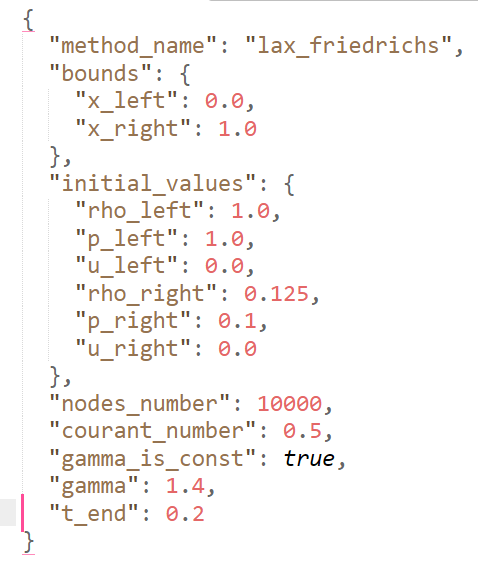 {
"method_name": "lax_friedrichs",
"bounds": {
"x_left": 0.0,
"x_right": 1.0
},
"initial_values": {
"rho_left": 1.0,
"p_left": 1.0,
"u_left": 0.0,
"rho_right": 0.125,
"p_right": 0.1,
"u_right": 0.0
},
"nodes_number": 10000,
"courant_number": 0.5,
"gamma_is_const": true,
"gamma": 1.4,
"t_end": 0.2
}